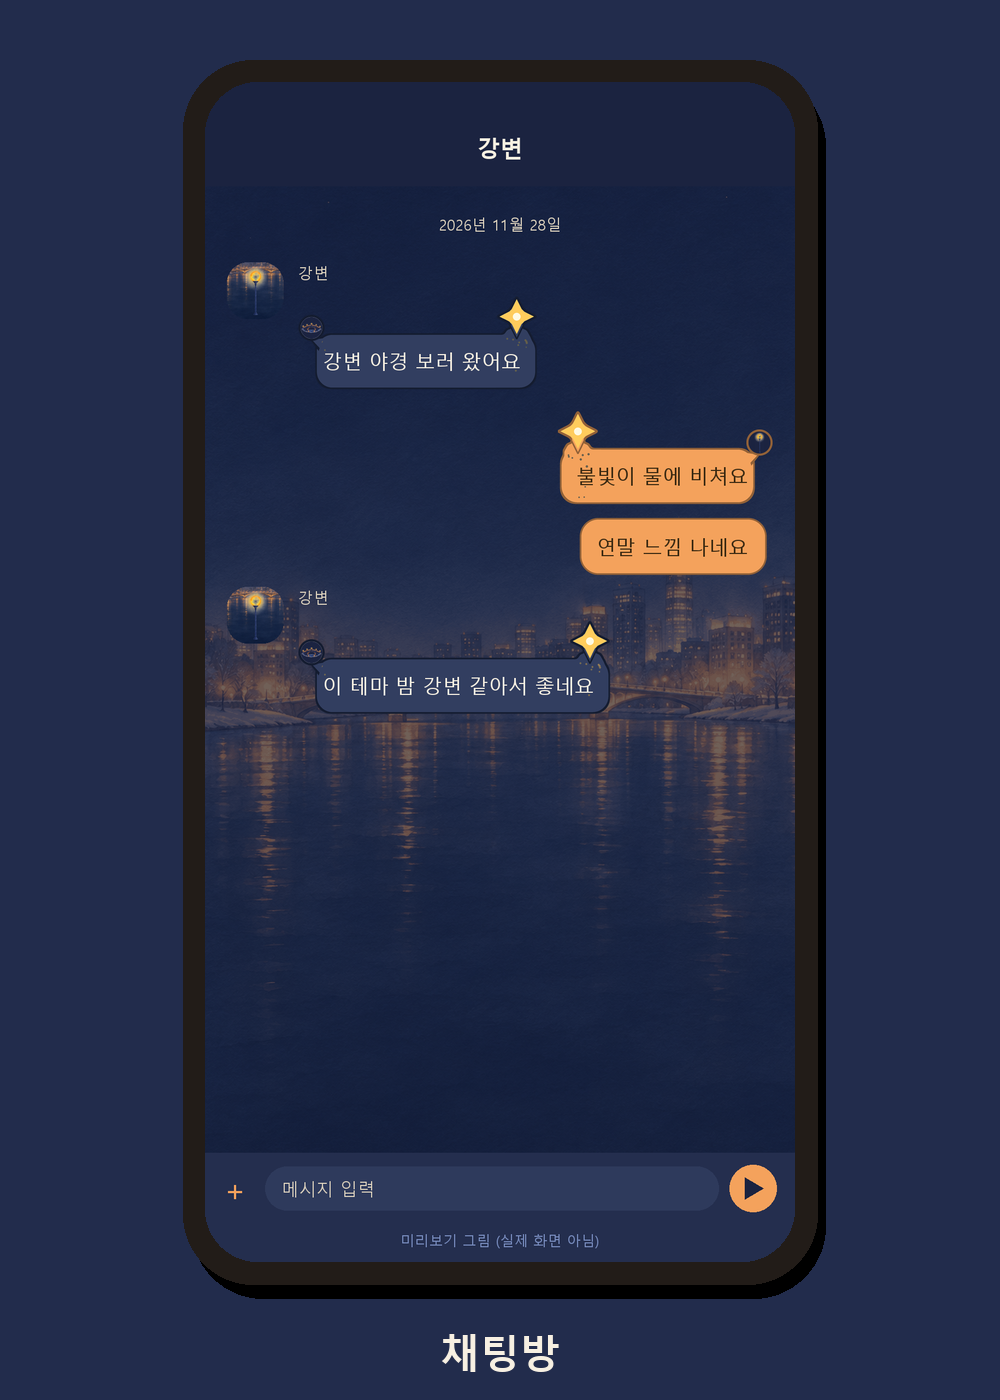 강변
2026년 11월 28일
강변
강변 야경 보러 왔어요
불빛이 물에 비쳐요
연말 느낌 나네요
강변
이 테마 밤 강변 같아서 좋네요
+
메시지 입력
미리보기 그림 (실제 화면 아님)
채팅방